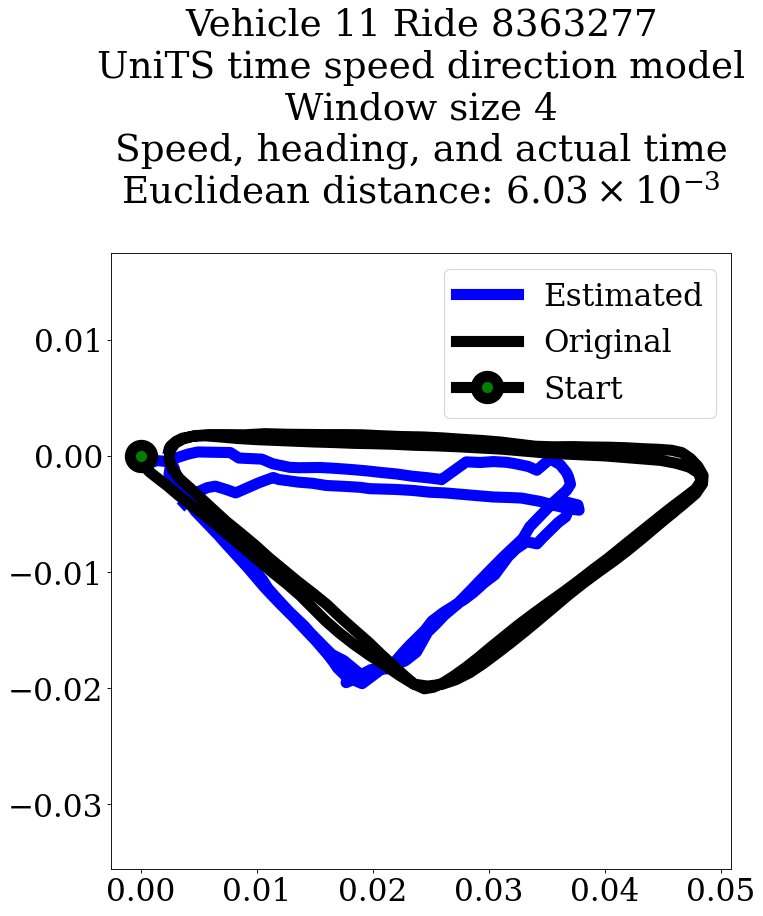 Vehicle 11 Ride 8363277
UniTS time speed direction model
Window size 4
Speed, heading, and actual time
Euclidean distance: 6.03 × 10⁻³
Estimated
Original
Start
0.01
0.00
−0.01
−0.02
−0.03
0.00 0.01 0.02 0.03 0.04 0.05